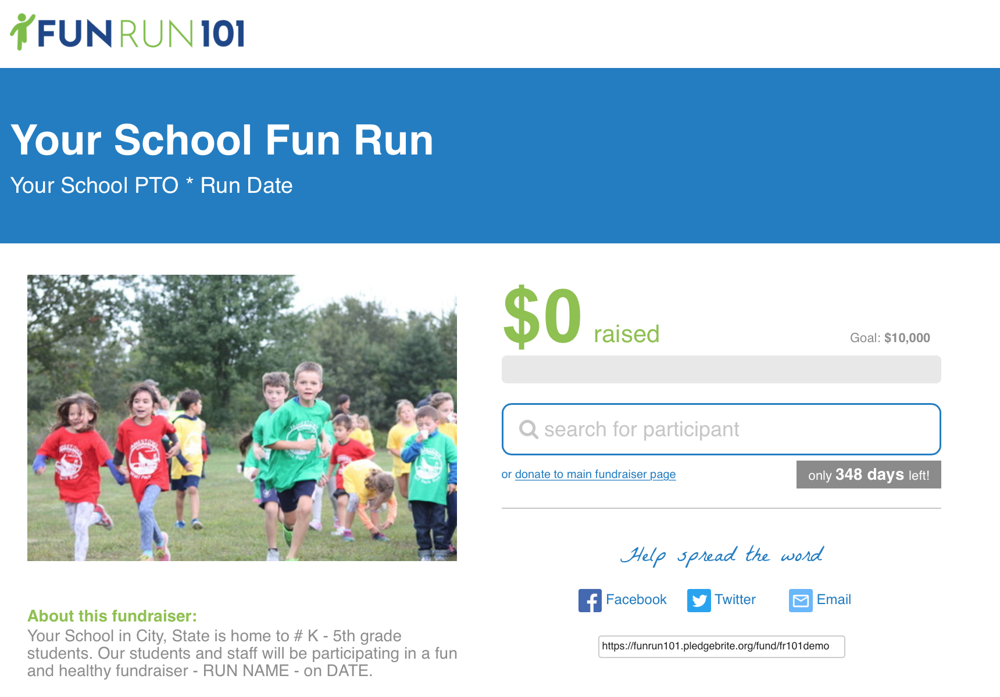 FUN RUN 101
Your School Fun Run
Your School PTO * Run Date
$0 raised
Goal: $10,000
search for participant
or donate to main fundraiser page
only 348 days left!
Help spread the word
Facebook
Twitter
Email
https://funrun101.pledgebrite.org/fund/fr101demo
About this fundraiser:
Your School in City, State is home to # K - 5th grade
students. Our students and staff will be participating in a fun
and healthy fundraiser - RUN NAME - on DATE.